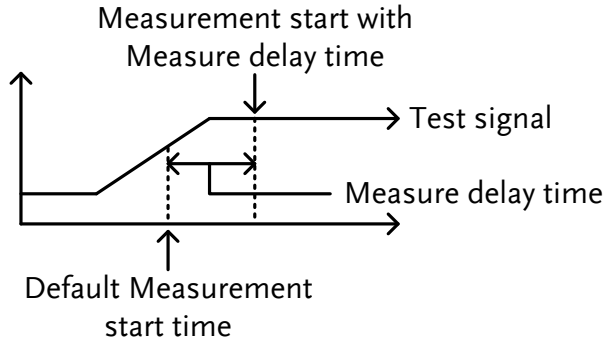 Measurement start with
Measure delay time
Test signal
Measure delay time
Default Measurement
start time